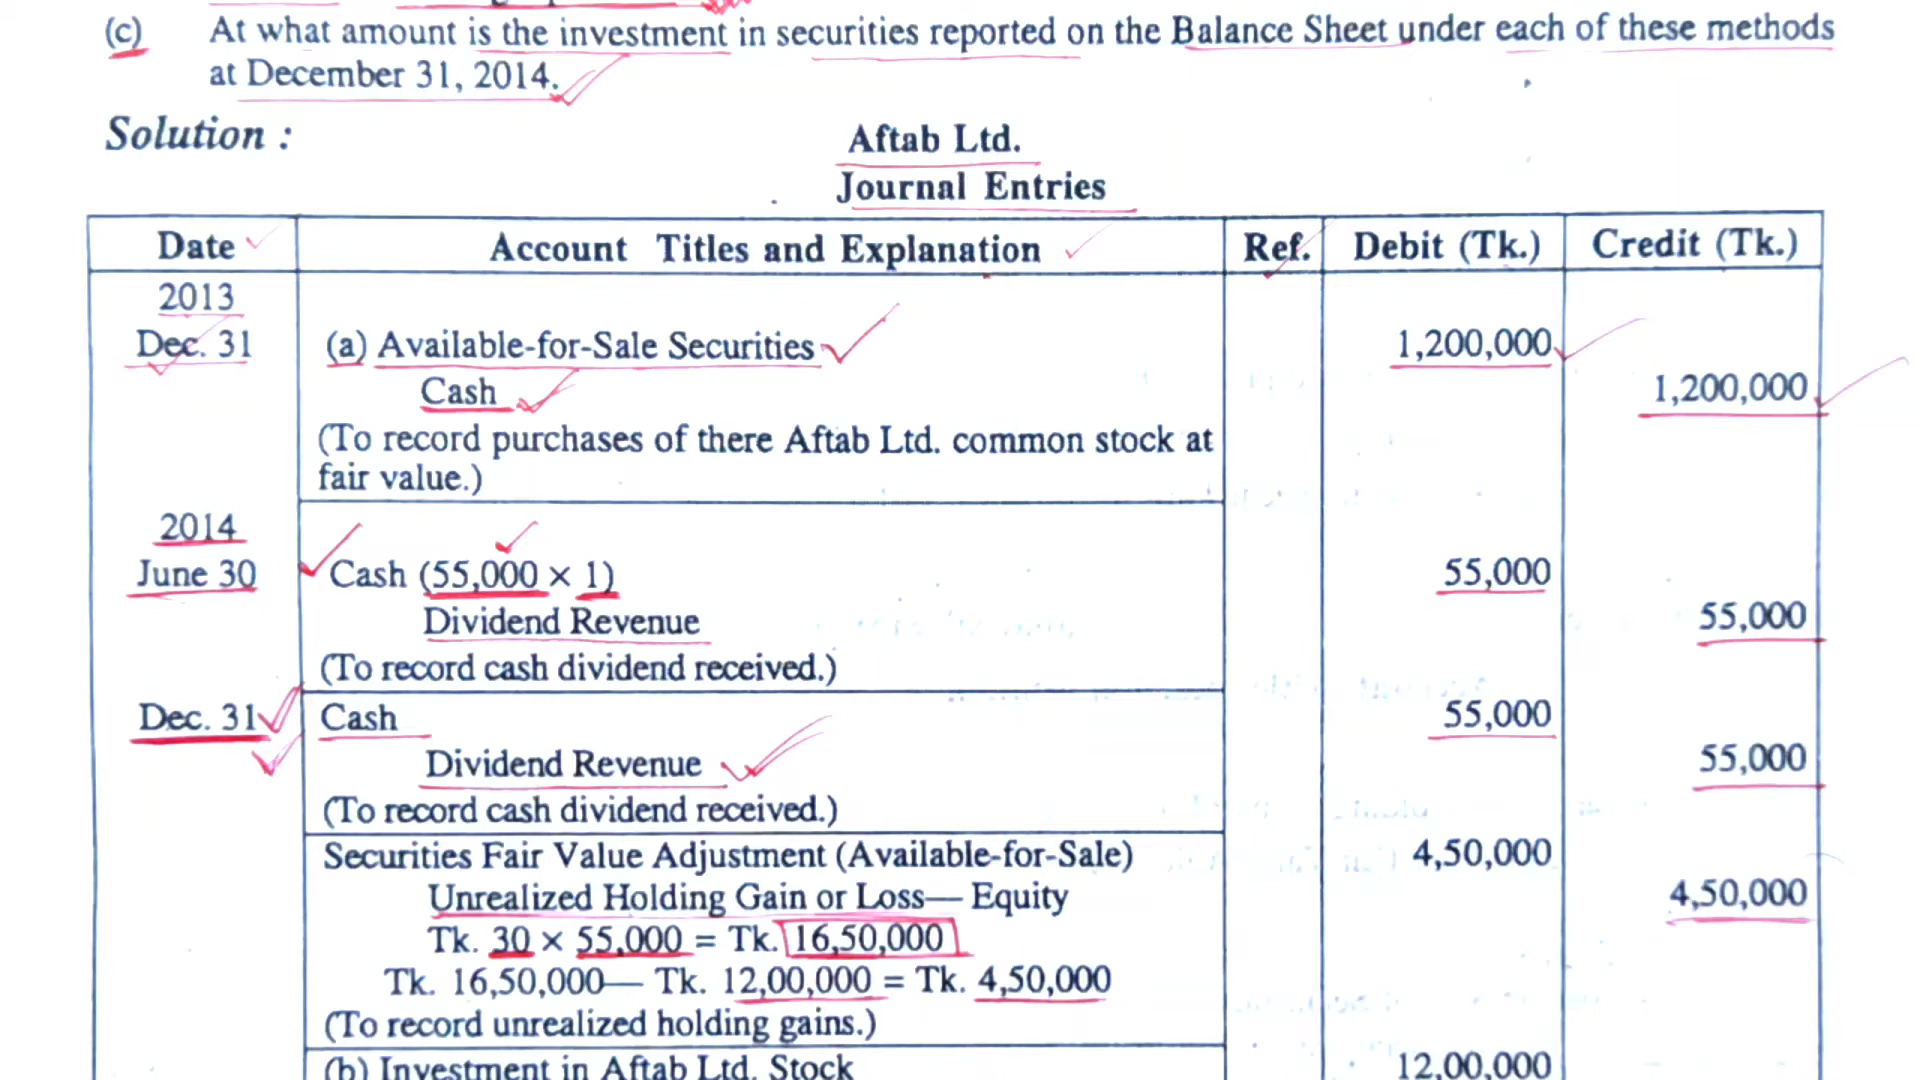 (c) At what amount is the investment in securities reported on the Balance Sheet under each of these methods
at December 31, 2014.
Solution :
Aftab Ltd.
Journal Entries
Date Account Titles and Explanation Ref. Debit (Tk.) Credit (Tk.)
2013
Dec. 31 (a) Available-for-Sale Securities 1,200,000
Cash 1,200,000
(To record purchases of there Aftab Ltd. common stock at
fair value.)
2014
June 30 Cash (55,000 × 1) 55,000
Dividend Revenue 55,000
(To record cash dividend received.)
Dec. 31 Cash 55,000
Dividend Revenue 55,000
(To record cash dividend received.)
Securities Fair Value Adjustment (Available-for-Sale) 4,50,000
Unrealized Holding Gain or Loss— Equity 4,50,000
Tk. 30 × 55,000 = Tk. 16,50,000
Tk. 16,50,000— Tk. 12,00,000 = Tk. 4,50,000
(To record unrealized holding gains.)
(b) Investment in Aftab Ltd. Stock 12,00,000